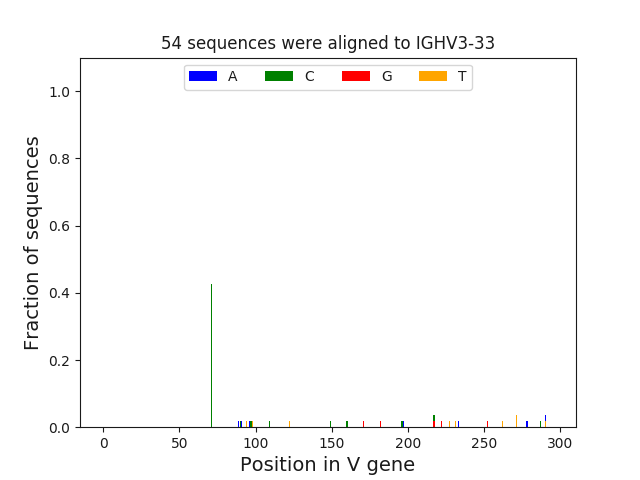 54 sequences were aligned to IGHV3-33
A C G T
1.0
0.8
0.6
0.4
0.2
0.0
Fraction of sequences
0 50 100 150 200 250 300
Position in V gene